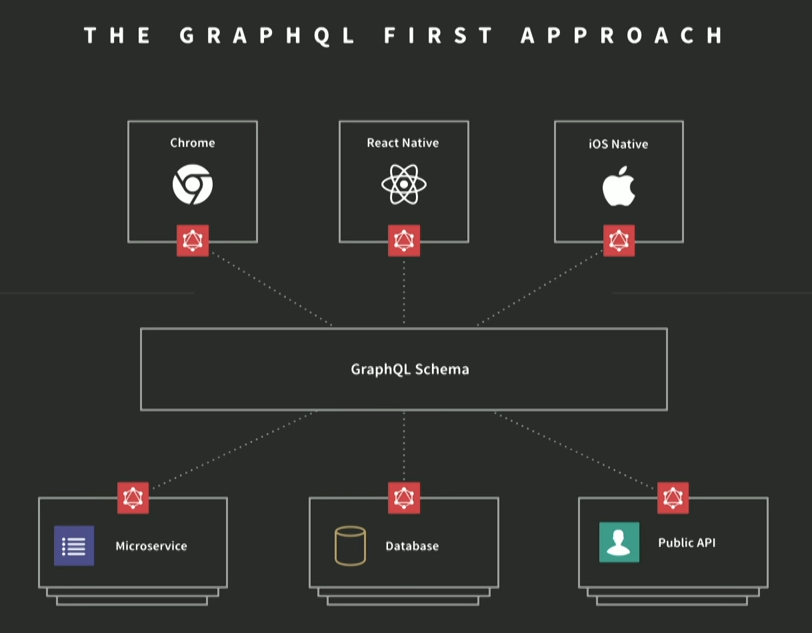 THE GRAPHQL FIRST APPROACH
Chrome
React Native
iOS Native
GraphQL Schema
Microservice
Database
Public API